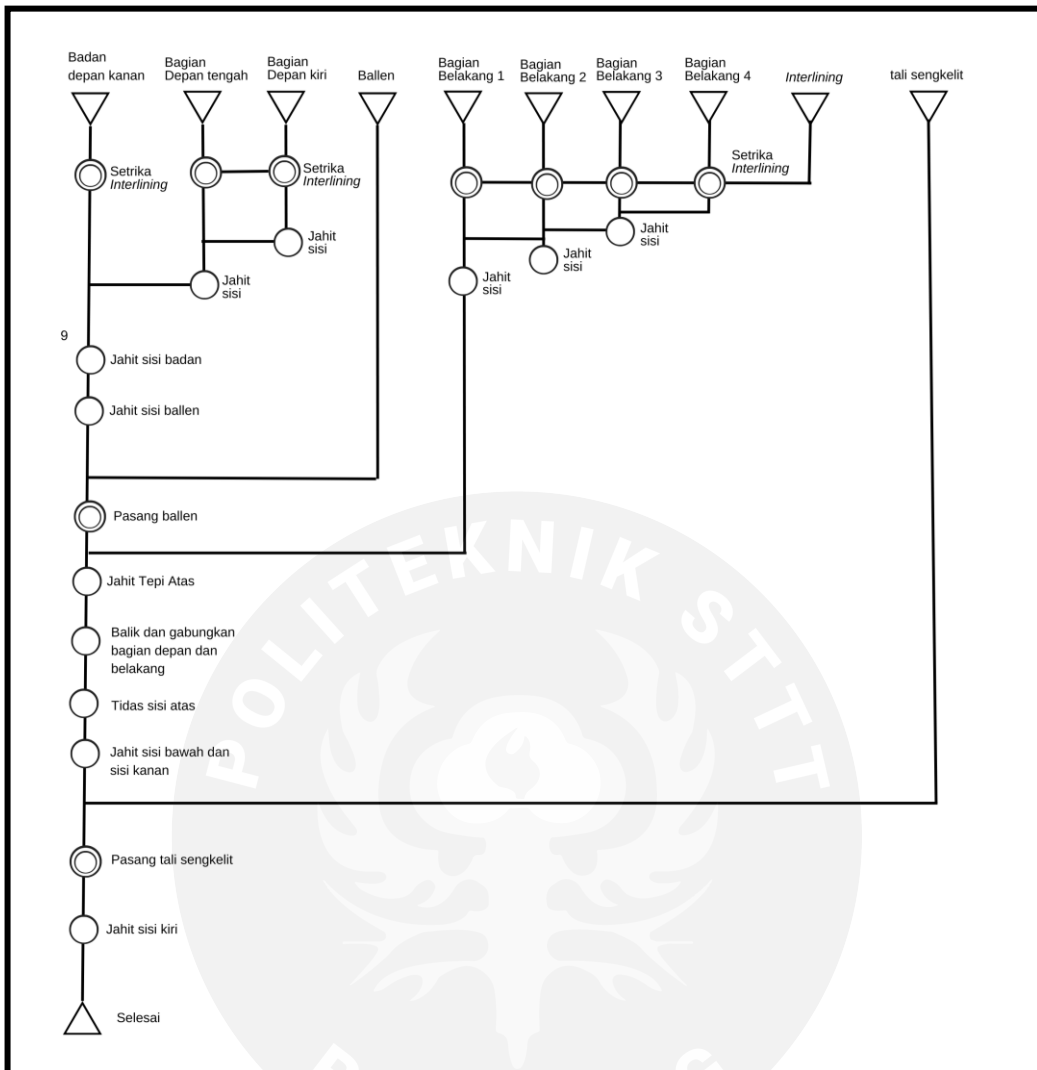 Badan
depan kanan
Bagian
Depan tengah
Bagian
Depan kiri
Ballen
Bagian
Belakang 1
Bagian
Belakang 2
Bagian
Belakang 3
Bagian
Belakang 4
Interlining
tali sengkelit
Setrika
Interlining
Setrika
Interlining
Setrika
Interlining
Jahit
sisi
Jahit
sisi
Jahit
sisi
Jahit
sisi
Jahit
sisi
9
Jahit sisi badan
Jahit sisi ballen
Pasang ballen
Jahit Tepi Atas
Balik dan gabungkan
bagian depan dan
belakang
Tidas sisi atas
Jahit sisi bawah dan
sisi kanan
Pasang tali sengkelit
Jahit sisi kiri
Selesai
POLITEKNIK STTT